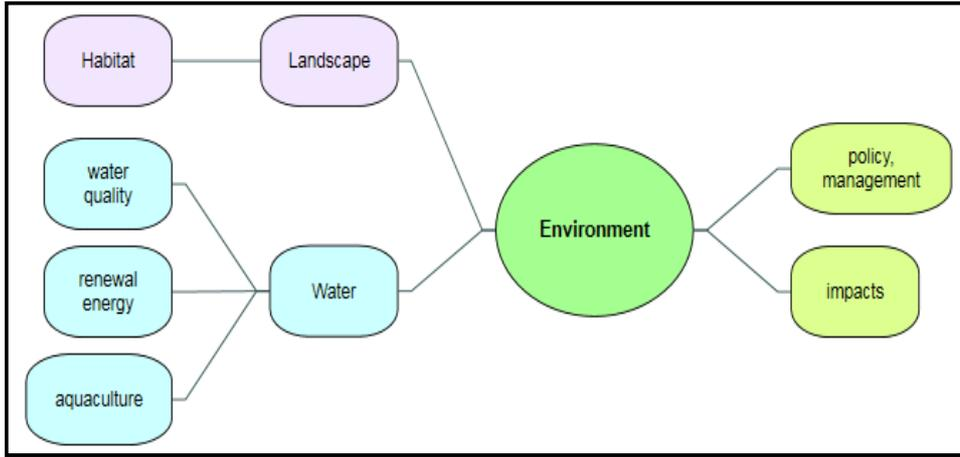 Habitat
Landscape
water
quality
renewal
energy
aquaculture
Water
Environment
policy,
management
impacts